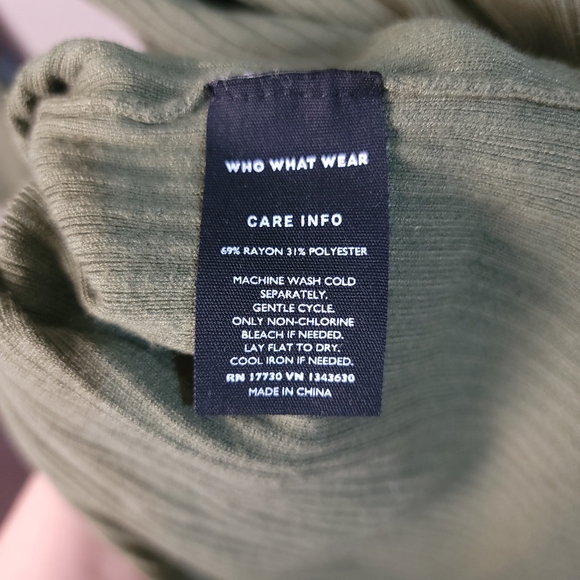 WHO WHAT WEAR
CARE INFO
69% RAYON 31% POLYESTER
MACHINE WASH COLD
SEPARATELY.
GENTLE CYCLE.
ONLY NON-CHLORINE
BLEACH IF NEEDED.
LAY FLAT TO DRY.
COOL IRON IF NEEDED.
RN 17730 VN 1343630
MADE IN CHINA